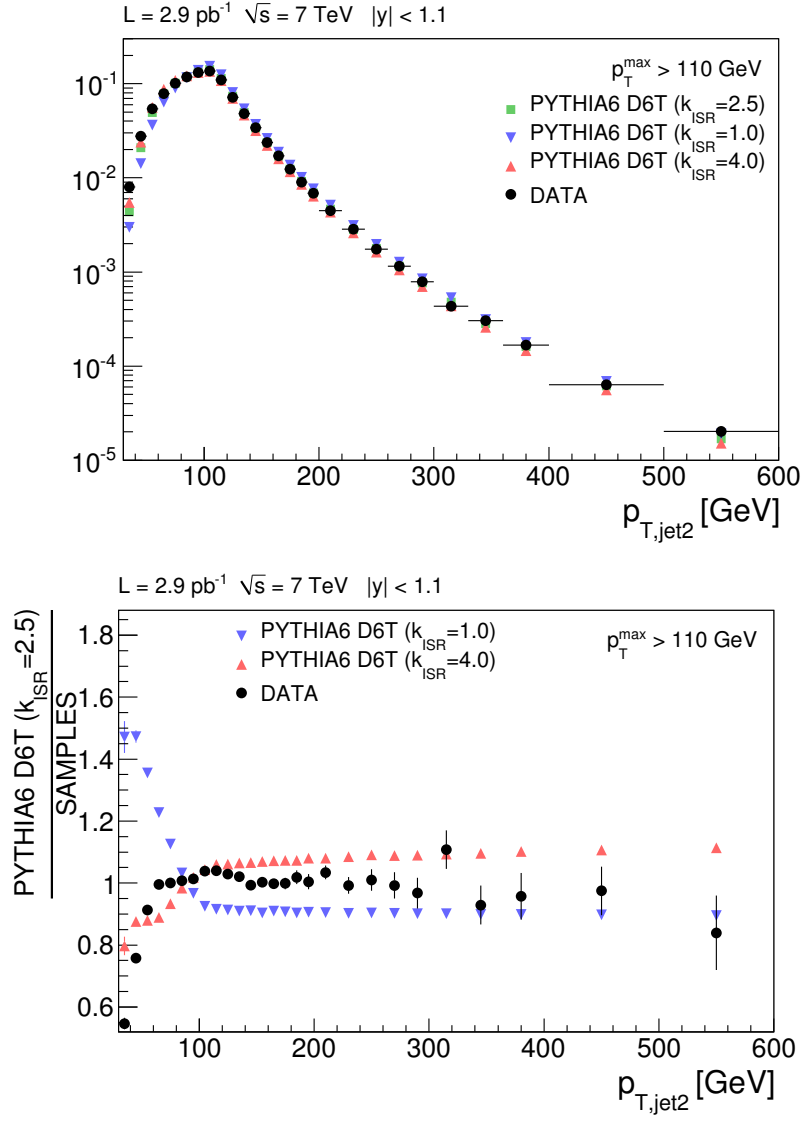 L = 2.9 pb⁻¹ √s = 7 TeV |y| < 1.1
p_T^max > 110 GeV
PYTHIA6 D6T (k_ISR=2.5)
PYTHIA6 D6T (k_ISR=1.0)
PYTHIA6 D6T (k_ISR=4.0)
DATA
10⁻¹
10⁻²
10⁻³
10⁻⁴
10⁻⁵
100 200 300 400 500 600
p_T,jet2 [GeV]
L = 2.9 pb⁻¹ √s = 7 TeV |y| < 1.1
PYTHIA6 D6T (k_ISR=2.5)
SAMPLES
PYTHIA6 D6T (k_ISR=1.0)
PYTHIA6 D6T (k_ISR=4.0)
DATA
p_T^max > 110 GeV
1.8
1.6
1.4
1.2
1
0.8
0.6
100 200 300 400 500 600
p_T,jet2 [GeV]